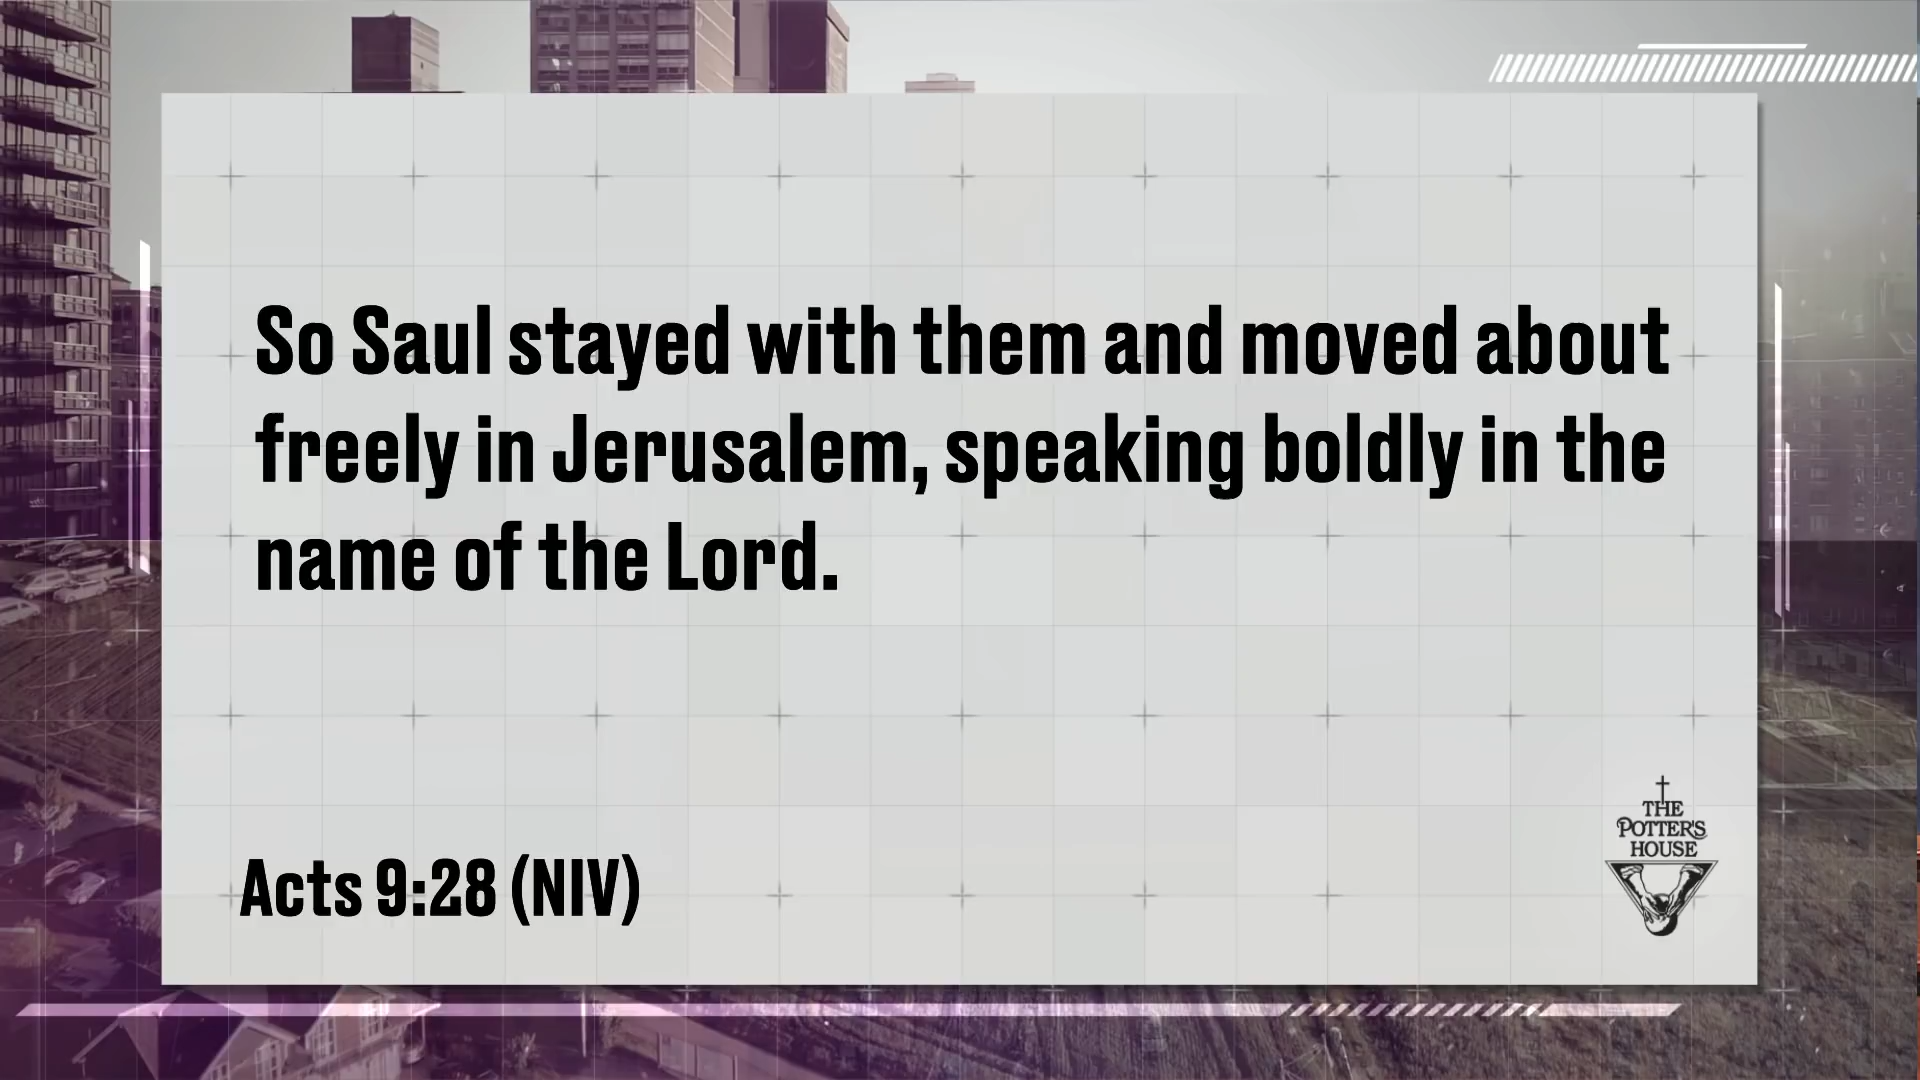 So Saul stayed with them and moved about
freely in Jerusalem, speaking boldly in the
name of the Lord.
Acts 9:28 (NIV)
THE
POTTER'S
HOUSE